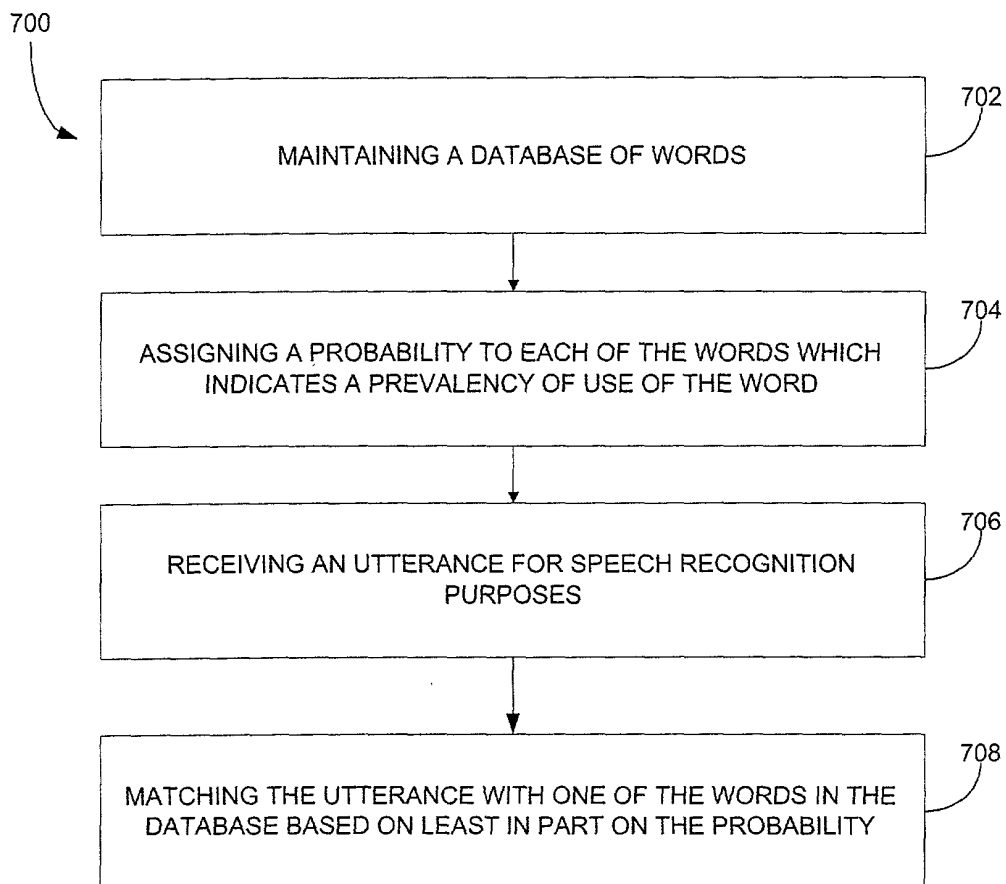 700
702
MAINTAINING A DATABASE OF WORDS
704
ASSIGNING A PROBABILITY TO EACH OF THE WORDS WHICH
INDICATES A PREVALENCY OF USE OF THE WORD
706
RECEIVING AN UTTERANCE FOR SPEECH RECOGNITION
PURPOSES
708
MATCHING THE UTTERANCE WITH ONE OF THE WORDS IN THE
DATABASE BASED ON LEAST IN PART ON THE PROBABILITY